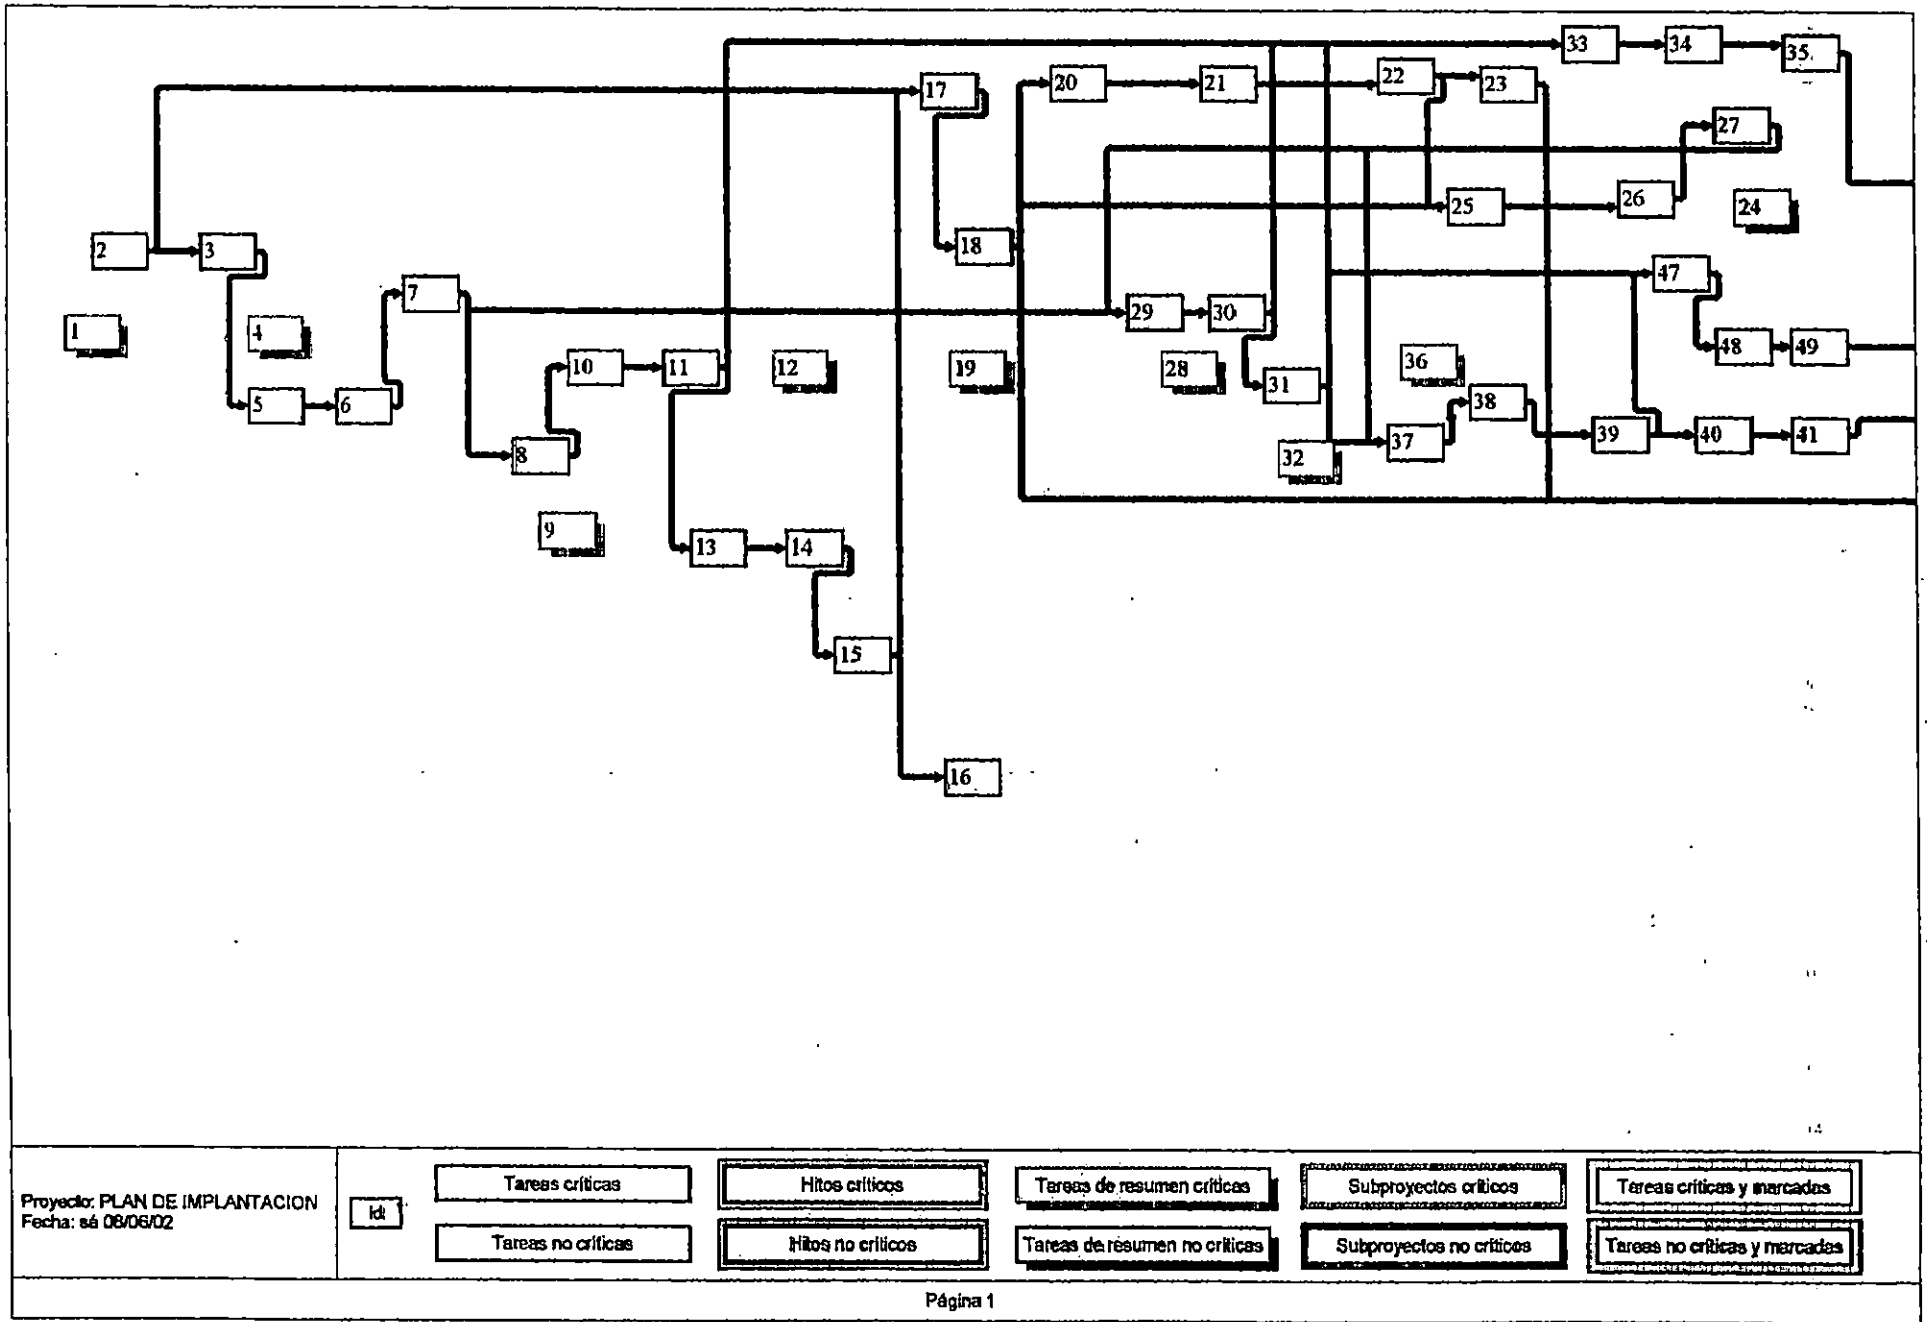 33 34 35
17 20 21 22 23
27
25 26 24
2 3 18
7 47
1 4 29 30
48 49
10 11 12 19 28 31 36
5 6 38
8 32 37 39 40 41
9 13 14
15
16
Proyecto: PLAN DE IMPLANTACION
Fecha: sá 08/06/02
Id
Tareas críticas
Hitos críticos
Tareas de resumen críticas
Subproyectos críticos
Tareas críticas y marcadas
Tareas no críticas
Hitos no críticos
Tareas de resumen no críticas
Subproyectos no críticos
Tareas no críticas y marcadas
Página 1